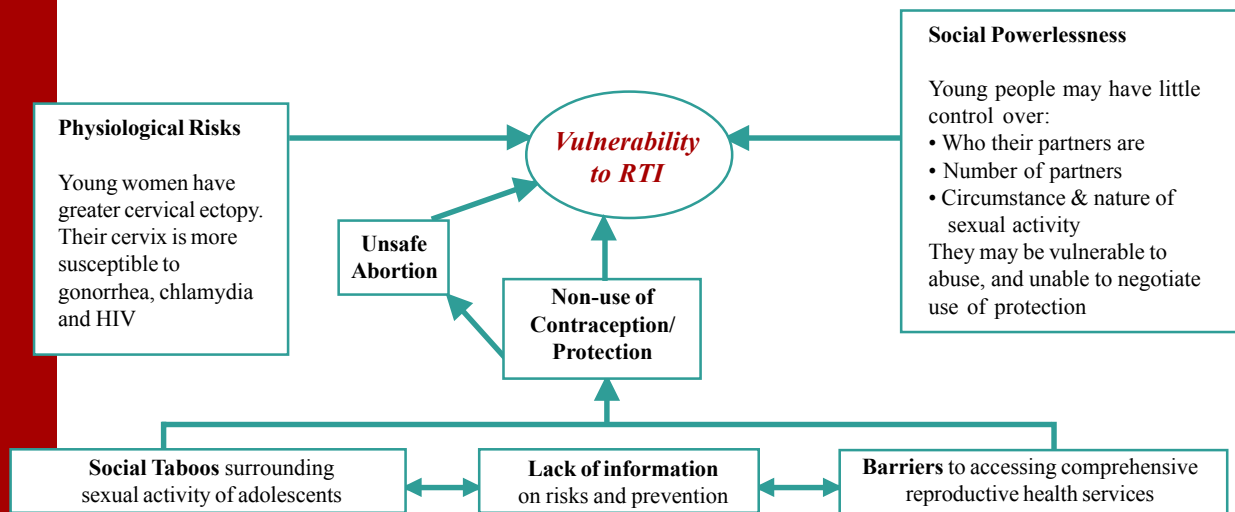 Physiological Risks
Young women have
greater cervical ectopy.
Their cervix is more
susceptible to
gonorrhea, chlamydia
and HIV
Vulnerability
to RTI
Social Powerlessness
Young people may have little
control over:
• Who their partners are
• Number of partners
• Circumstance & nature of
sexual activity
They may be vulnerable to
abuse, and unable to negotiate
use of protection
Unsafe
Abortion
Non-use of
Contraception/
Protection
Social Taboos surrounding
sexual activity of adolescents
Lack of information
on risks and prevention
Barriers to accessing comprehensive
reproductive health services